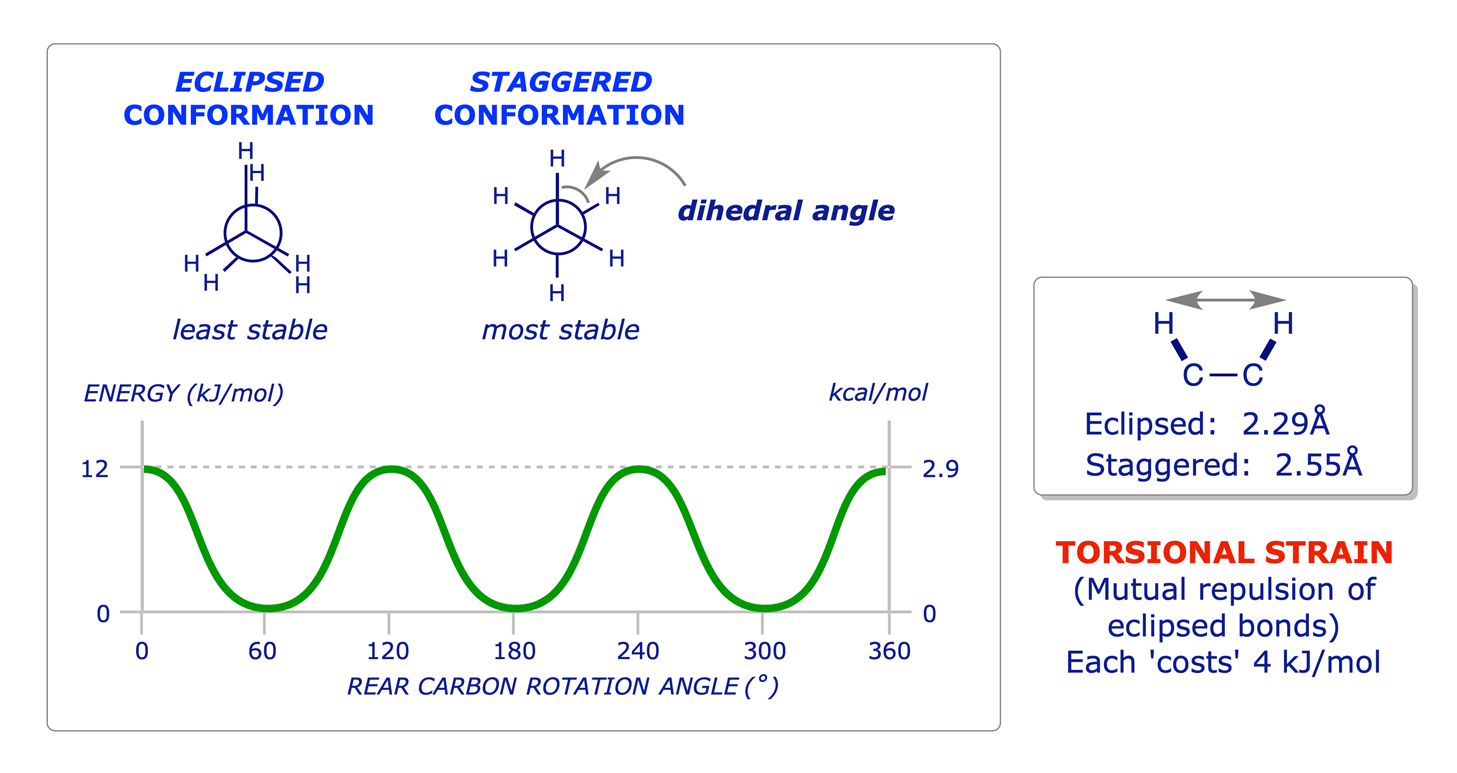 ECLIPSED
CONFORMATION
H
H
H
H
H
H
least stable
STAGGERED
CONFORMATION
H
H
H
H
H
H
dihedral angle
most stable
ENERGY (kJ/mol)
kcal/mol
12
2.9
0
0
0 60 120 180 240 300 360
REAR CARBON ROTATION ANGLE (°)
H H
C C
Eclipsed: 2.29Å
Staggered: 2.55Å
TORSIONAL STRAIN
(Mutual repulsion of
eclipsed bonds)
Each 'costs' 4 kJ/mol